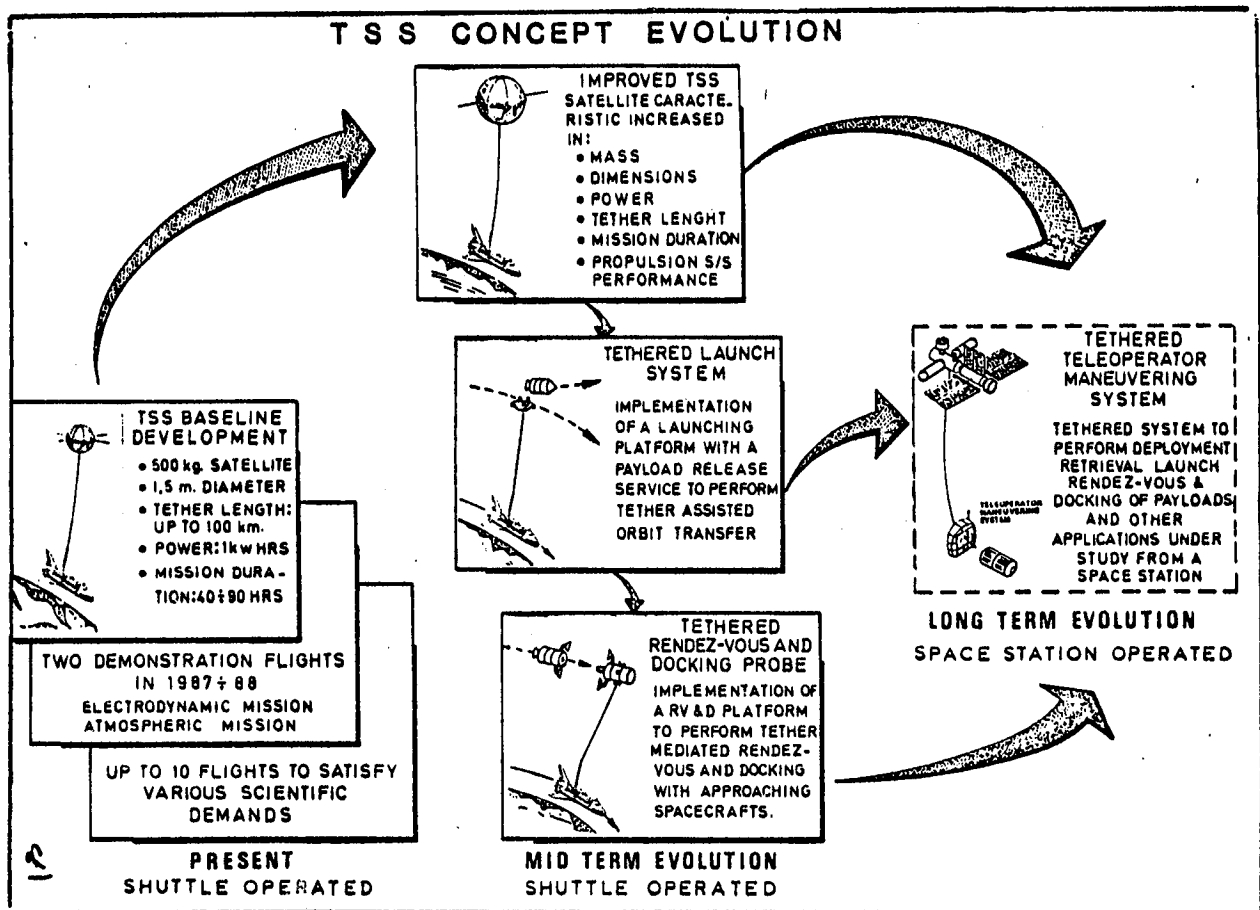 TSS CONCEPT EVOLUTION
TSS BASELINE
DEVELOPMENT
• 500 kg. SATELLITE
• 1,5 m. DIAMETER
• TETHER LENGTH:
UP TO 100 km.
• POWER: 1kw HRS
• MISSION DURA-
TION: 40÷90 HRS
TWO DEMONSTRATION FLIGHTS
IN 1987÷88
ELECTRODYNAMIC MISSION
ATMOSPHERIC MISSION
UP TO 10 FLIGHTS TO SATISFY
VARIOUS SCIENTIFIC
DEMANDS
PRESENT
SHUTTLE OPERATED
IMPROVED TSS
SATELLITE CARACTE-
RISTIC INCREASED
IN:
• MASS
• DIMENSIONS
• POWER
• TETHER LENGHT
• MISSION DURATION
• PROPULSION S/S
PERFORMANCE
TETHERED LAUNCH
SYSTEM
IMPLEMENTATION
OF A LAUNCHING
PLATFORM WITH A
PAYLOAD RELEASE
SERVICE TO PERFORM
TETHER ASSISTED
ORBIT TRANSFER
TETHERED
RENDEZ-VOUS AND
DOCKING PROBE
IMPLEMENTATION OF
A RV & D PLATFORM
TO PERFORM TETHER
MEDIATED RENDEZ-
VOUS AND DOCKING
WITH APPROACHING
SPACECRAFTS.
MID TERM EVOLUTION
SHUTTLE OPERATED
TETHERED
TELEOPERATOR
MANEUVERING
SYSTEM
TETHERED SYSTEM TO
PERFORM DEPLOYMENT
RETRIEVAL LAUNCH
RENDEZ-VOUS &
DOCKING OF PAYLOADS
AND OTHER
APPLICATIONS UNDER
STUDY FROM A
SPACE STATION
TELEOPERATOR
MANEUVERING
SYSTEM
LONG TERM EVOLUTION
SPACE STATION OPERATED